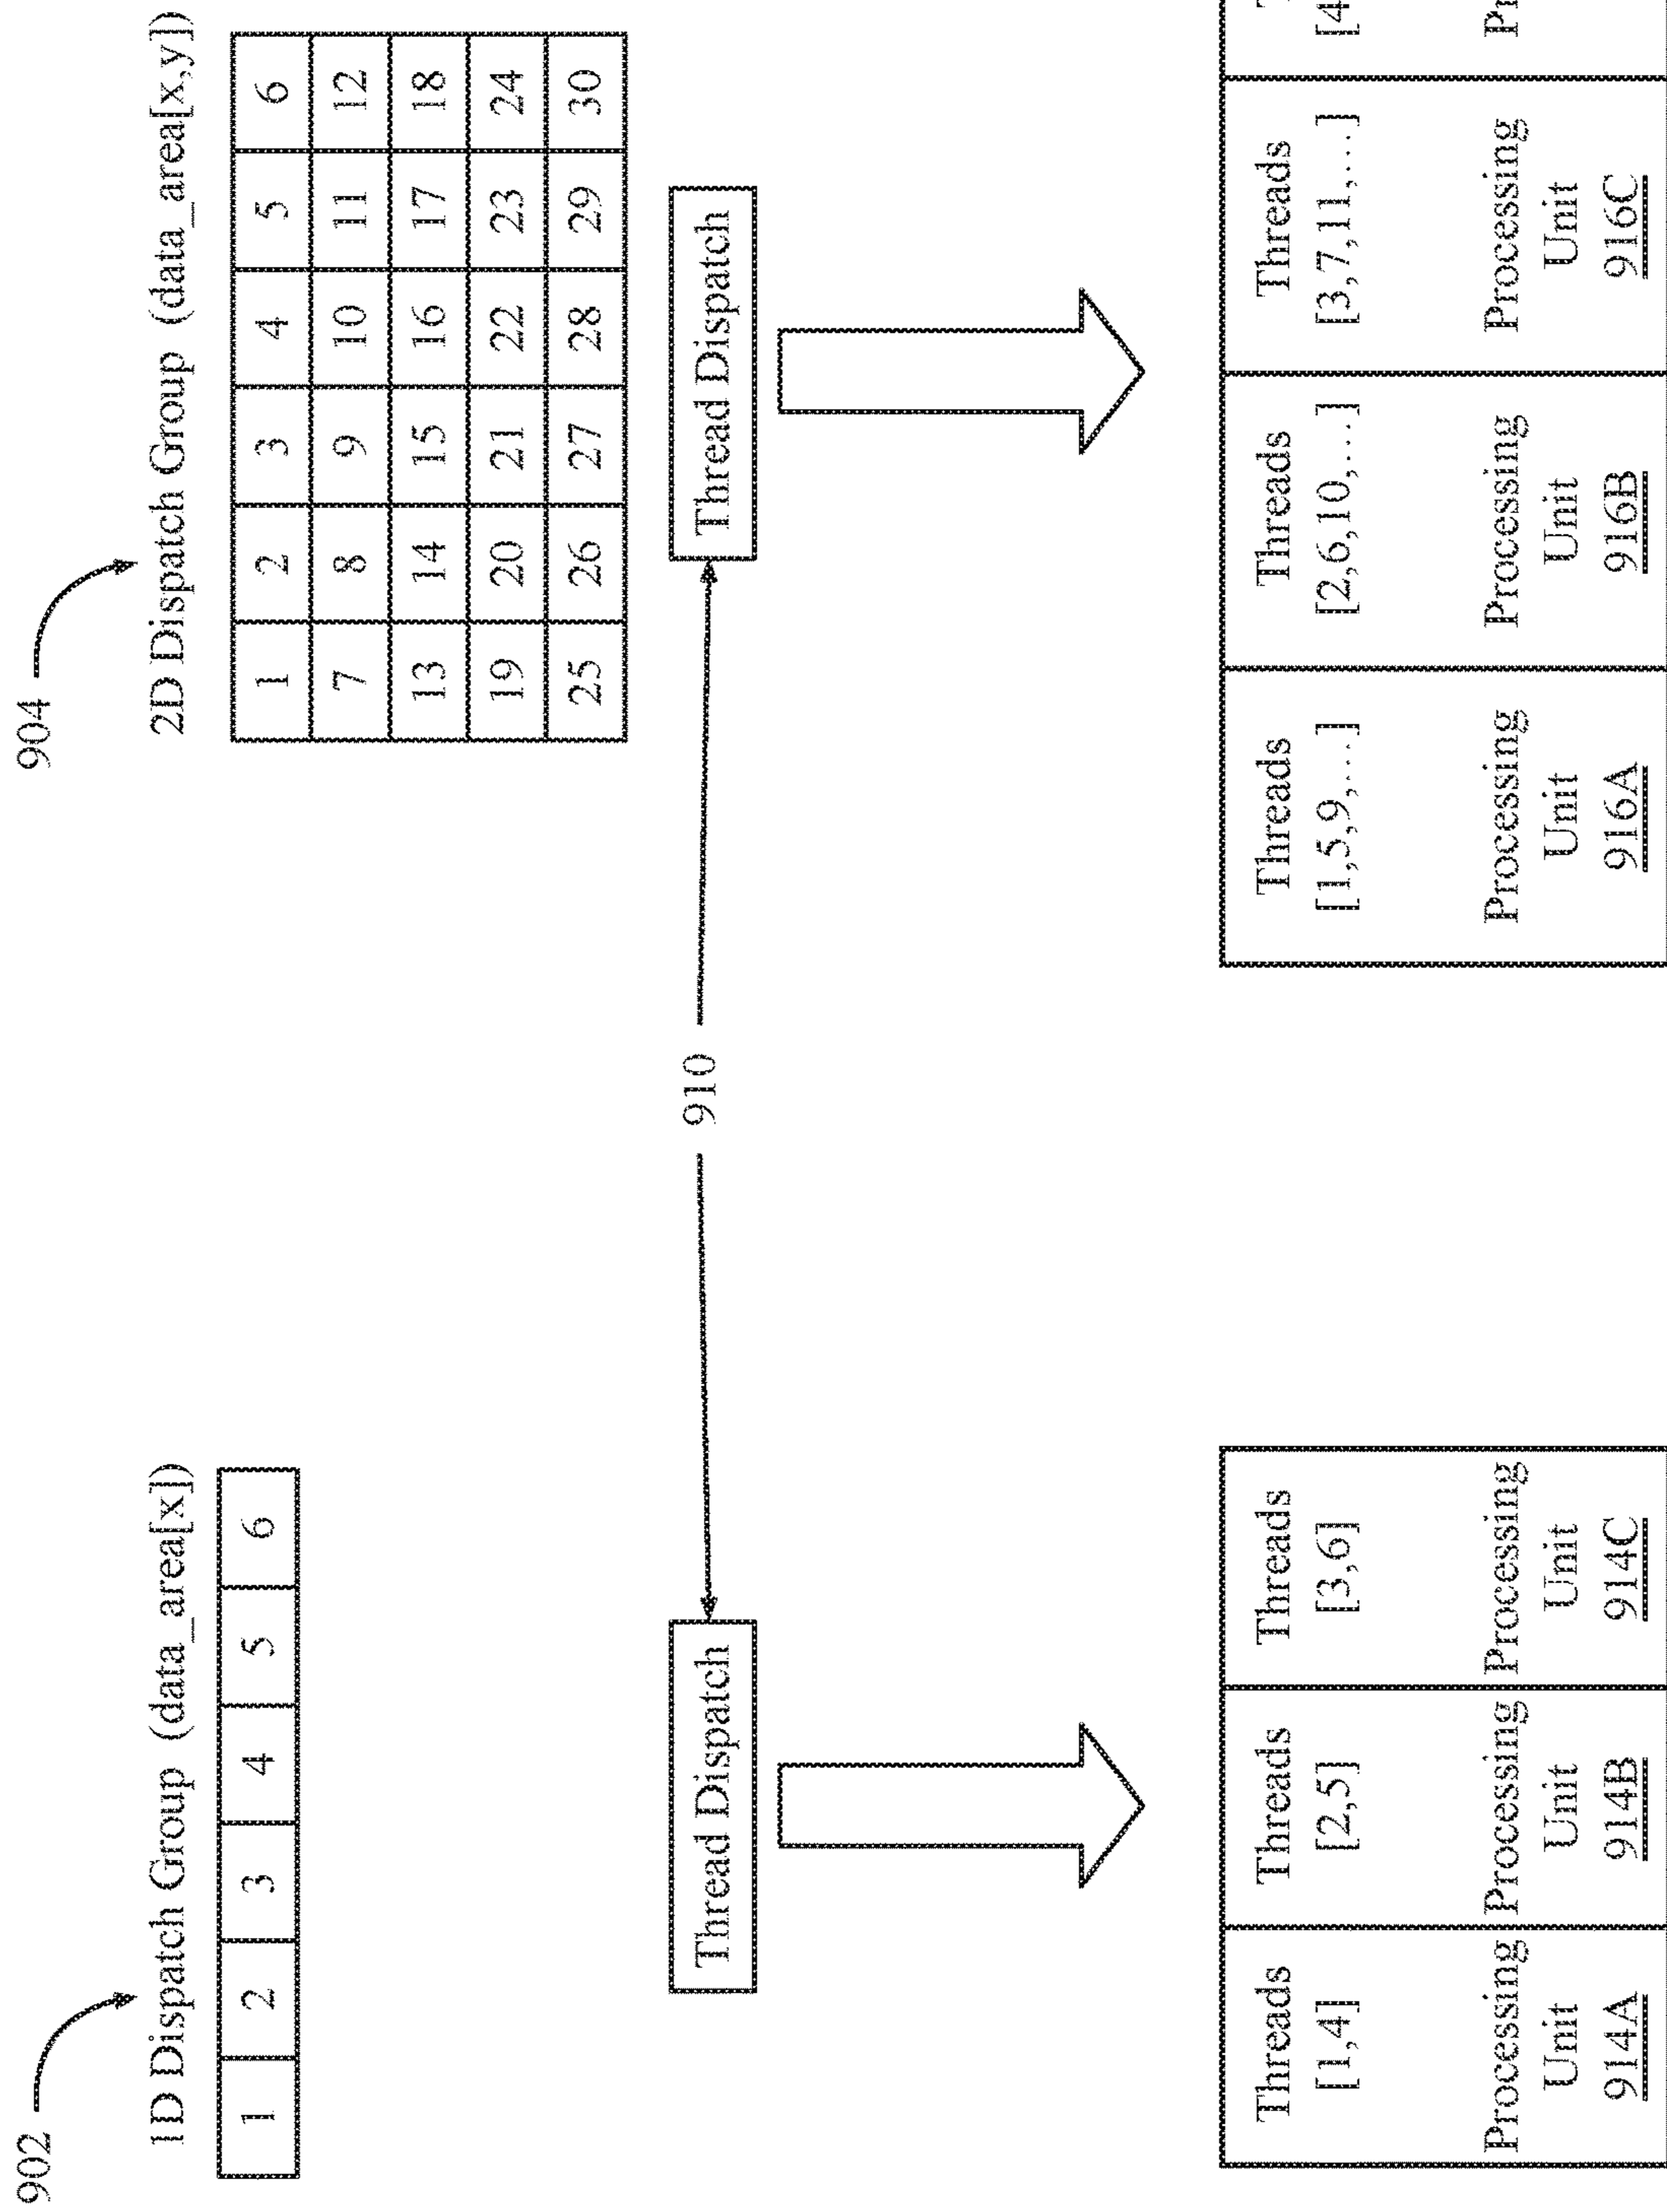 902
1D Dispatch Group (data_area[x])
1 2 3 4 5 6
904
2D Dispatch Group (data_area[x,y])
1 2 3 4 5 6
7 8 9 10 11 12
13 14 15 16 17 18
19 20 21 22 23 24
25 26 27 28 29 30
Thread Dispatch
910
Thread Dispatch
Threads
[1,4]
Processing
Unit
914A
Threads
[2,5]
Processing
Unit
914B
Threads
[3,6]
Processing
Unit
914C
Threads
[1,5,9,...]
Processing
Unit
916A
Threads
[2,6,10,...]
Processing
Unit
916B
Threads
[3,7,11,...]
Processing
Unit
916C